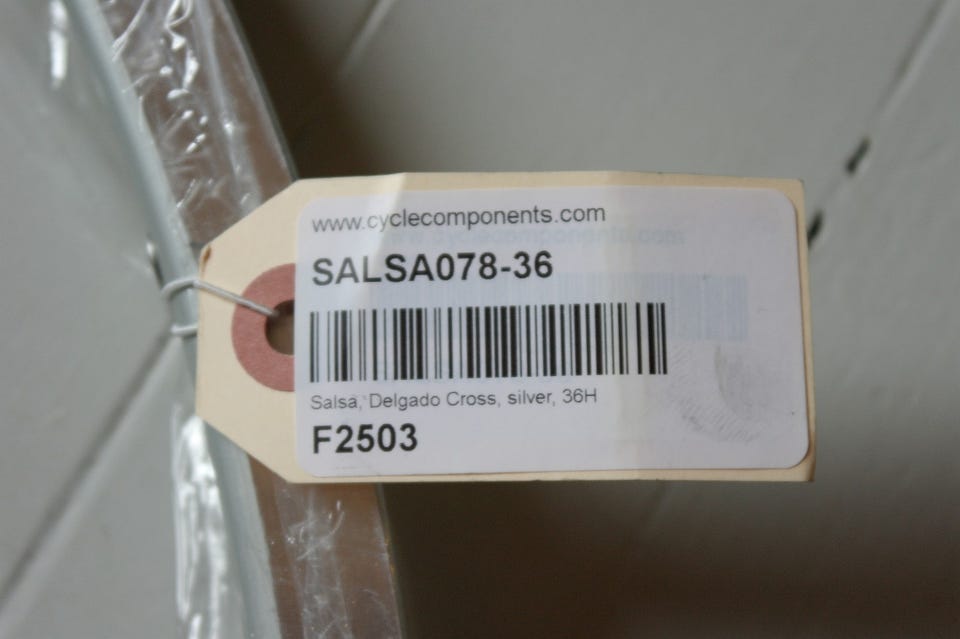 www.cyclecomponents.com
SALSA078-36
Salsa, Delgado Cross, silver, 36H
F2503